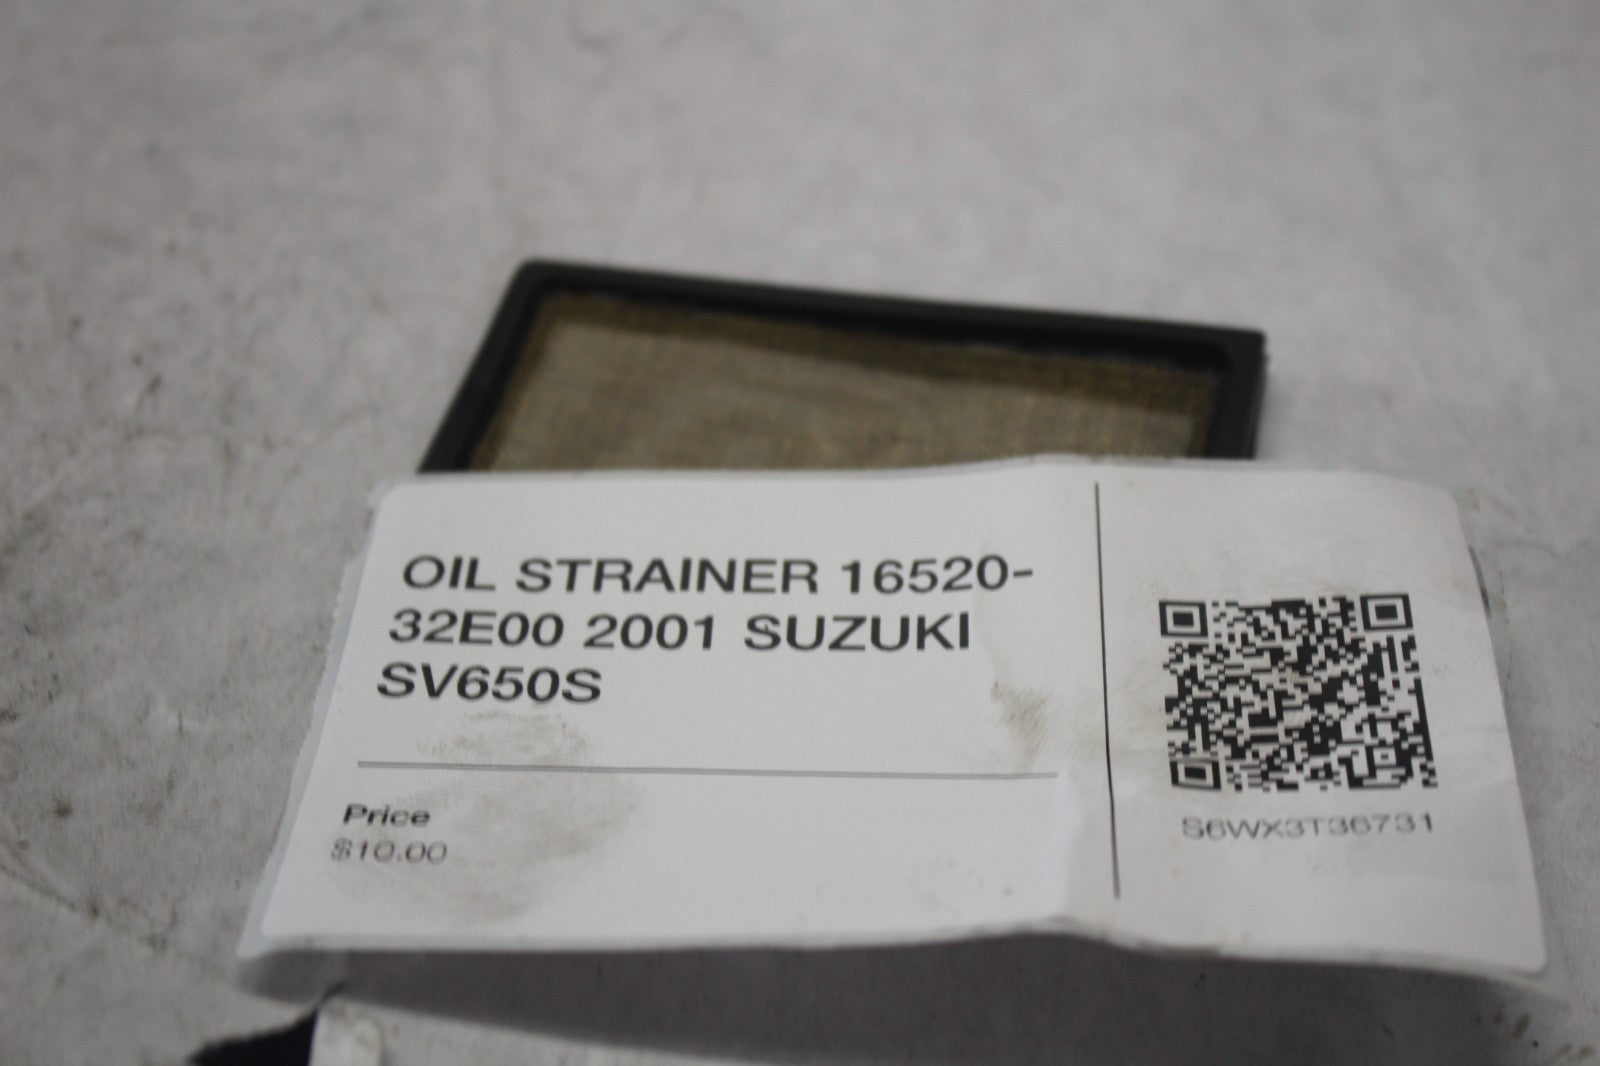 OIL STRAINER 16520-
32E00 2001 SUZUKI
SV650S
Price
$10.00
S6WX3T36731